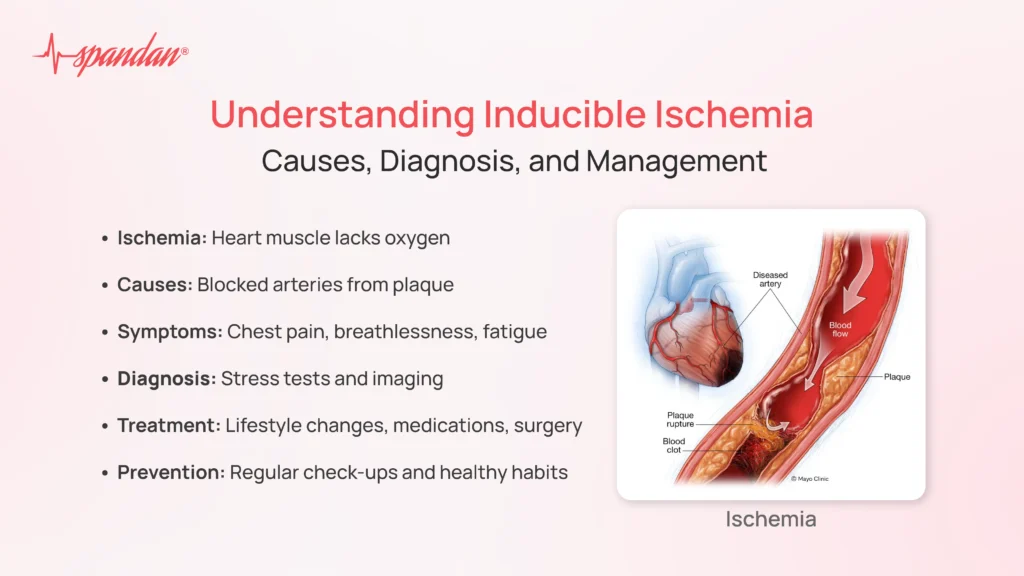 spandan®
Understanding Inducible Ischemia
Causes, Diagnosis, and Management
• Ischemia: Heart muscle lacks oxygen
• Causes: Blocked arteries from plaque
• Symptoms: Chest pain, breathlessness, fatigue
• Diagnosis: Stress tests and imaging
• Treatment: Lifestyle changes, medications, surgery
• Prevention: Regular check-ups and healthy habits
Diseased
artery
Blood
flow
Plaque
Plaque
rupture
Blood
clot
© Mayo Clinic
Ischemia